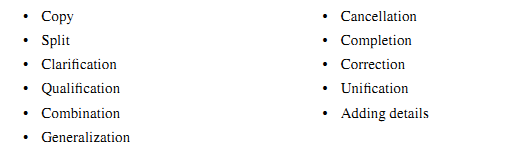 • Copy
• Split
• Clarification
• Qualification
• Combination
• Generalization
• Cancellation
• Completion
• Correction
• Unification
• Adding details